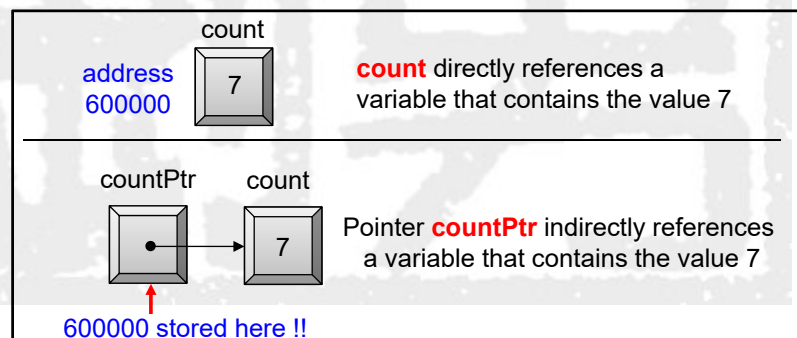 count
address
600000
7
count directly references a
variable that contains the value 7
countPtr count
7
Pointer countPtr indirectly references
a variable that contains the value 7
600000 stored here !!